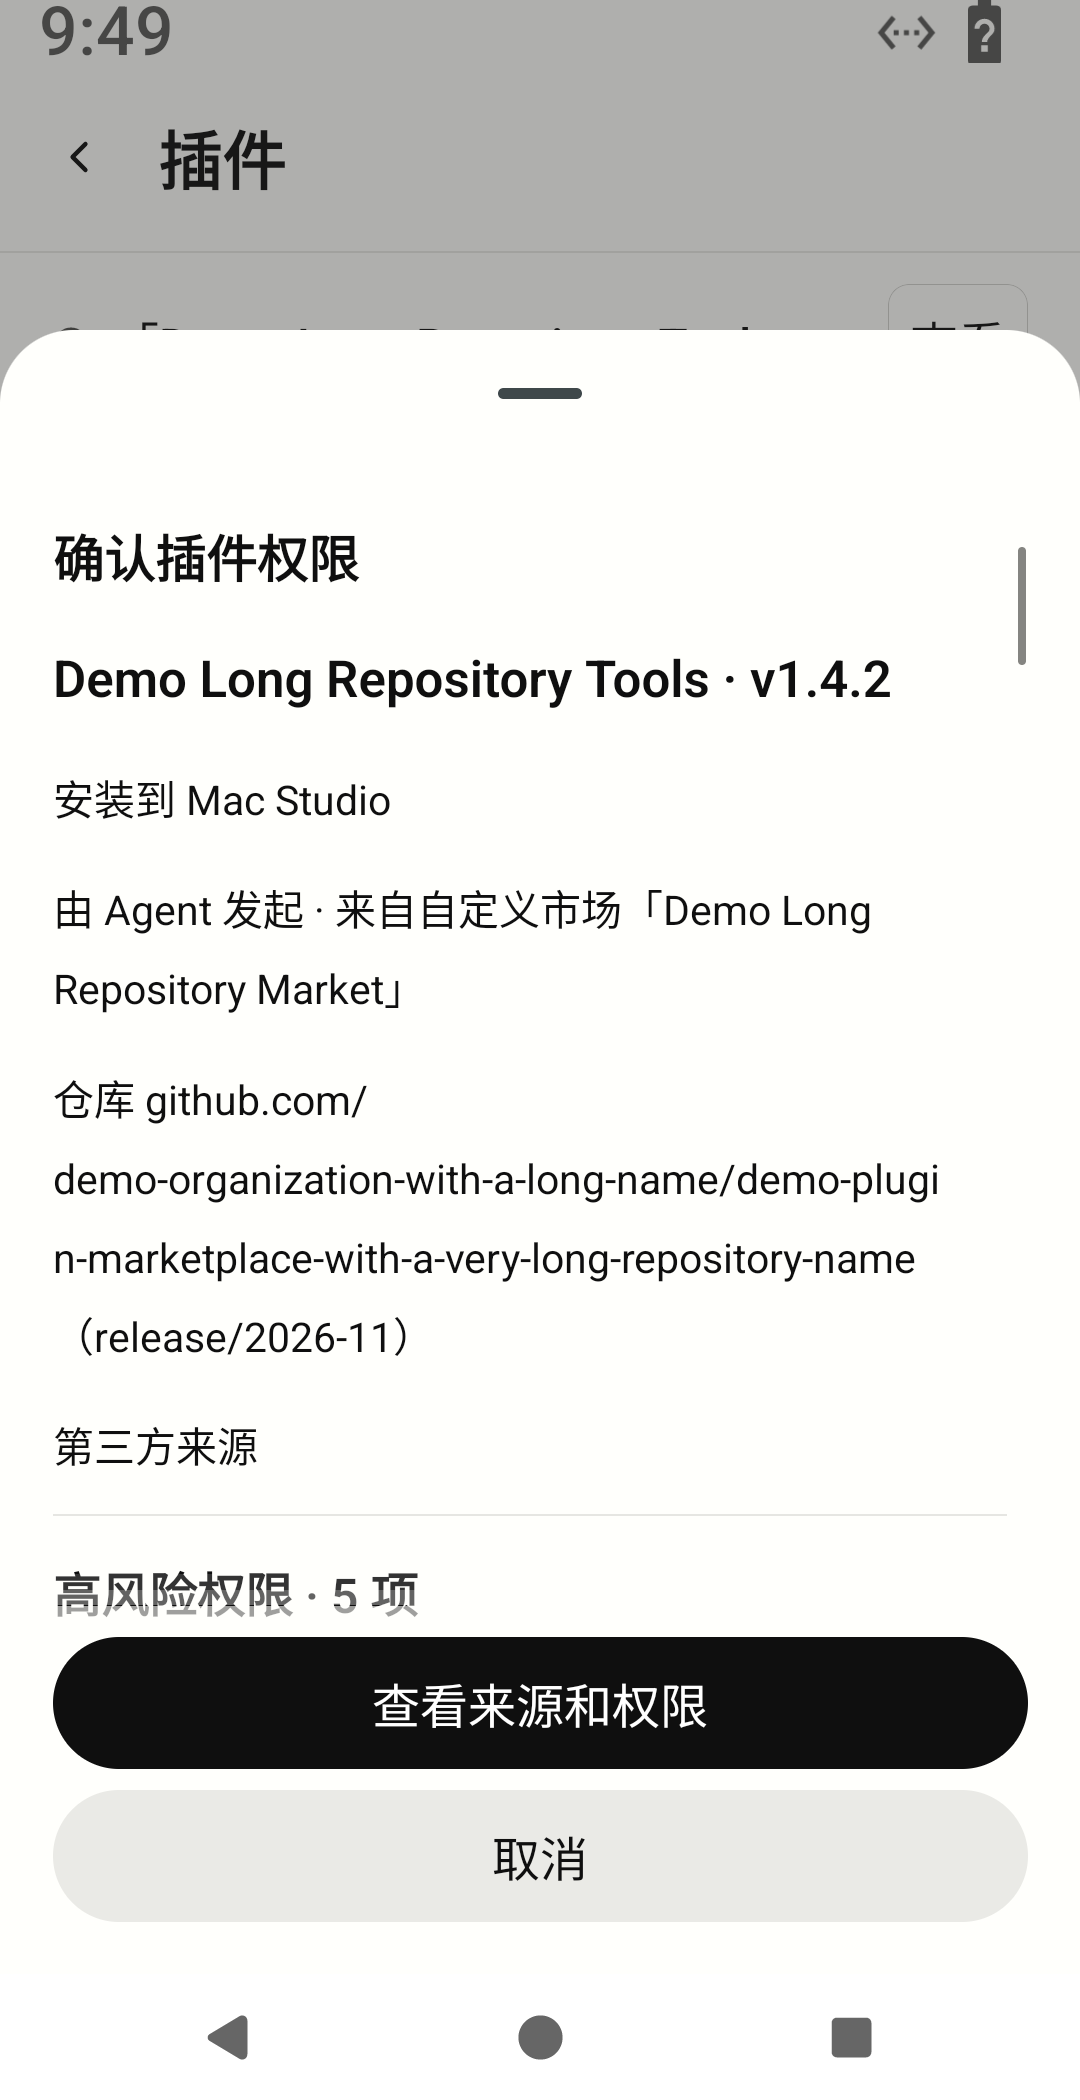 9:49
插件
确认插件权限
Demo Long Repository Tools · v1.4.2
安装到 Mac Studio
由 Agent 发起 · 来自自定义市场「Demo Long
Repository Market」
仓库 github.com/
demo-organization-with-a-long-name/demo-plugi
n-marketplace-with-a-very-long-repository-name
（release/2026-11）
第三方来源
高风险权限 · 5 项
查看来源和权限
取消